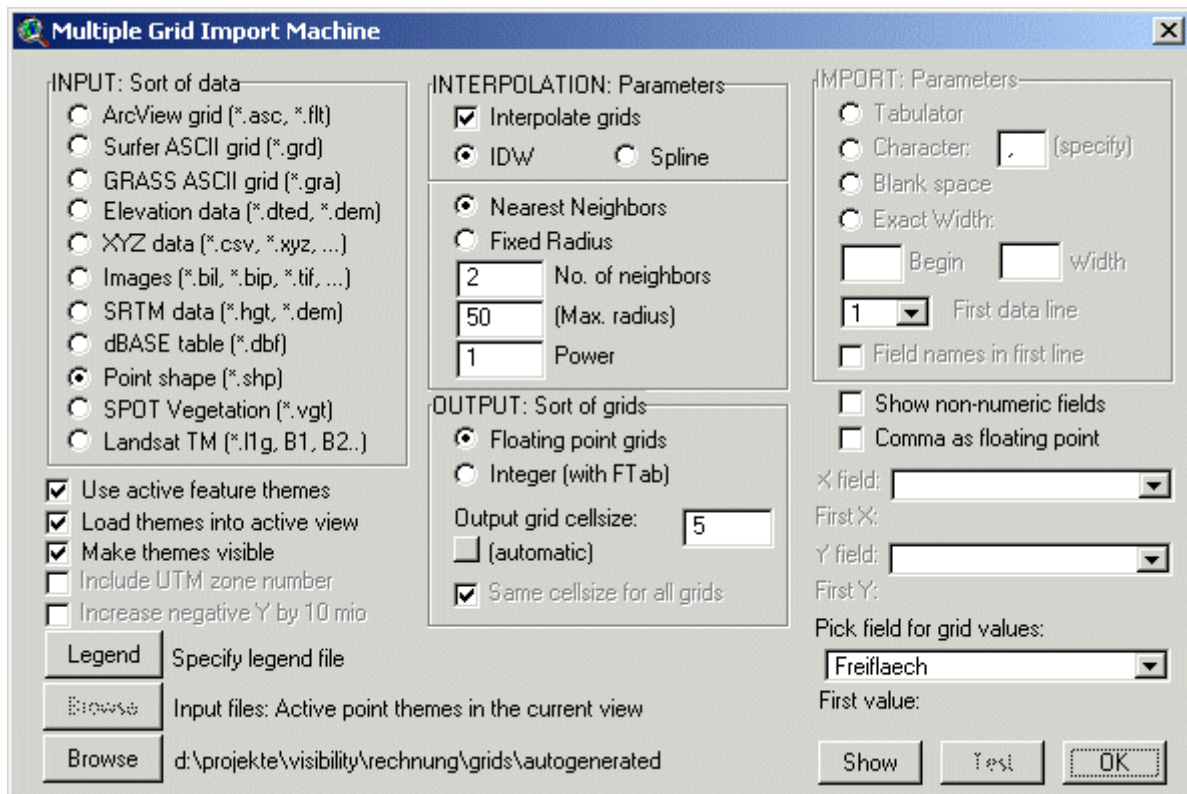 Multiple Grid Import Machine
INPUT: Sort of data
ArcView grid (*.asc, *.flt)
Surfer ASCII grid (*.grd)
GRASS ASCII grid (*.gra)
Elevation data (*.dted, *.dem)
XYZ data (*.csv, *.xyz, ...)
Images (*.bil, *.bip, *.tif, ...)
SRTM data (*.hgt, *.dem)
dBASE table (*.dbf)
Point shape (*.shp)
SPOT Vegetation (*.vgt)
Landsat TM (*.l1g, B1, B2..)
Use active feature themes
Load themes into active view
Make themes visible
Include UTM zone number
Increase negative Y by 10 mio
Legend Specify legend file
Browse Input files: Active point themes in the current view
Browse d:\projekte\visibility\rechnung\grids\autogenerated
INTERPOLATION: Parameters
Interpolate grids
IDW Spline
Nearest Neighbors
Fixed Radius
2 No. of neighbors
50 (Max. radius)
1 Power
OUTPUT: Sort of grids
Floating point grids
Integer (with FTab)
Output grid cellsize: 5
(automatic)
Same cellsize for all grids
IMPORT: Parameters
Tabulator
Character: , (specify)
Blank space
Exact Width:
Begin Width
1 First data line
Field names in first line
Show non-numeric fields
Comma as floating point
X field:
First X:
Y field:
First Y:
Pick field for grid values:
Freiflaech
First value:
Show Test OK